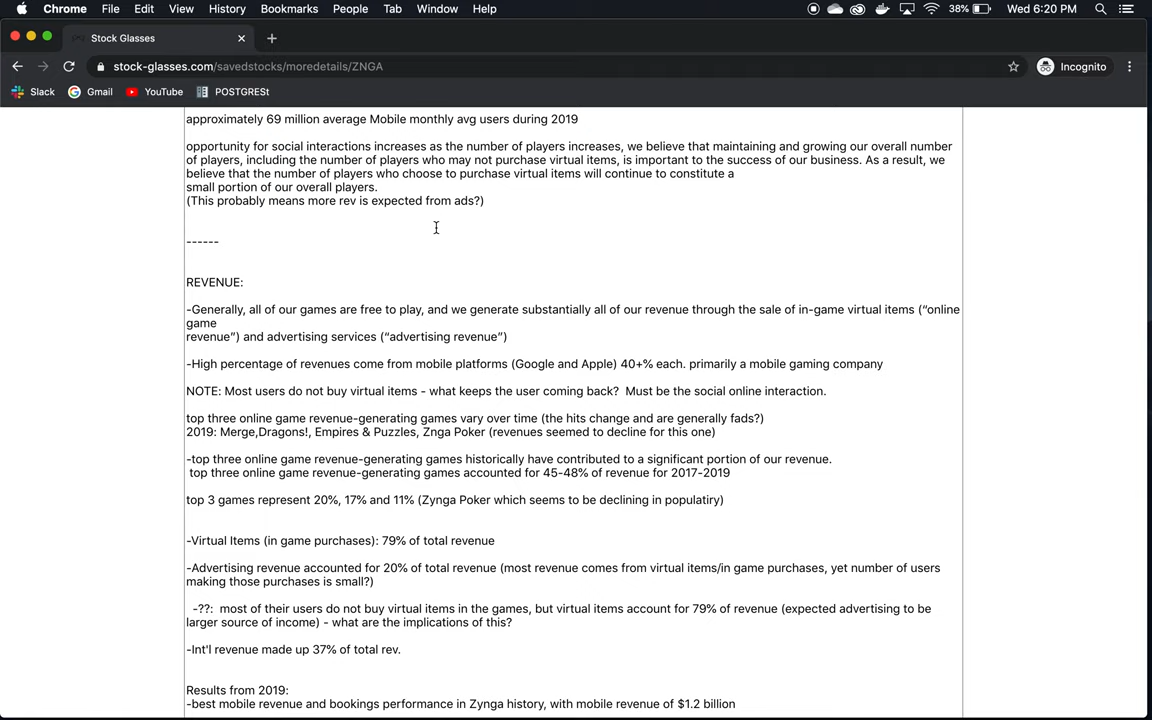 Chrome File Edit View History Bookmarks People Tab Window Help 38% Wed 6:20 PM
Stock Glasses
stock-glasses.com/savedstocks/moredetails/ZNGA Incognito
Slack Gmail YouTube POSTGRESt
approximately 69 million average Mobile monthly avg users during 2019
opportunity for social interactions increases as the number of players increases, we believe that maintaining and growing our overall number
of players, including the number of players who may not purchase virtual items, is important to the success of our business. As a result, we
believe that the number of players who choose to purchase virtual items will continue to constitute a
small portion of our overall players.
(This probably means more rev is expected from ads?)
------
REVENUE:
-Generally, all of our games are free to play, and we generate substantially all of our revenue through the sale of in-game virtual items (“online
game
revenue”) and advertising services (“advertising revenue”)
-High percentage of revenues come from mobile platforms (Google and Apple) 40+% each. primarily a mobile gaming company
NOTE: Most users do not buy virtual items - what keeps the user coming back?  Must be the social online interaction.
top three online game revenue-generating games vary over time (the hits change and are generally fads?)
2019: Merge,Dragons!, Empires & Puzzles, Znga Poker (revenues seemed to decline for this one)
-top three online game revenue-generating games historically have contributed to a significant portion of our revenue.
top three online game revenue-generating games accounted for 45-48% of revenue for 2017-2019
top 3 games represent 20%, 17% and 11% (Zynga Poker which seems to be declining in populatiry)
-Virtual Items (in game purchases): 79% of total revenue
-Advertising revenue accounted for 20% of total revenue (most revenue comes from virtual items/in game purchases, yet number of users
making those purchases is small?)
-??:  most of their users do not buy virtual items in the games, but virtual items account for 79% of revenue (expected advertising to be
larger source of income) - what are the implications of this?
-Int'l revenue made up 37% of total rev.
Results from 2019:
-best mobile revenue and bookings performance in Zynga history, with mobile revenue of $1.2 billion